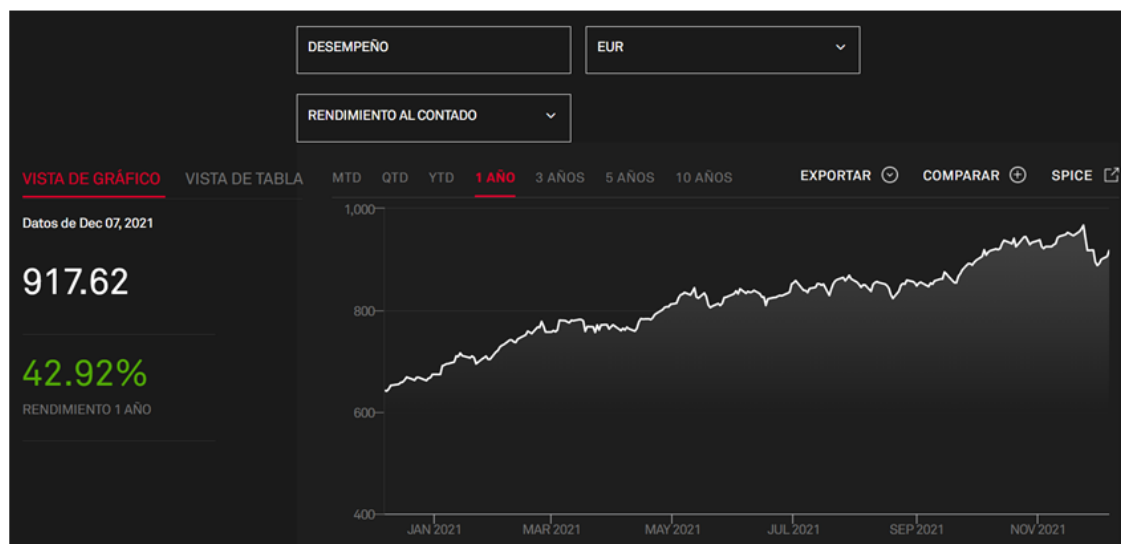 DESEMPEÑO
EUR
RENDIMIENTO AL CONTADO
VISTA DE GRÁFICO VISTA DE TABLA
MTD QTD YTD 1 AÑO 3 AÑOS 5 AÑOS 10 AÑOS
EXPORTAR COMPARAR SPICE
Datos de Dec 07, 2021
917.62
42.92%
RENDIMIENTO 1 AÑO
1,000
800
600
400
JAN 2021 MAR 2021 MAY 2021 JUL 2021 SEP 2021 NOV 2021